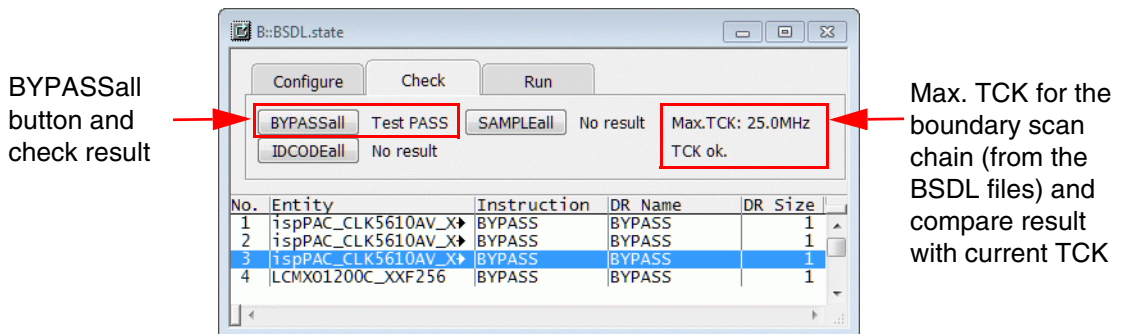 B::BSDL.state
Configure Check Run
BYPASSall Test PASS SAMPLEall No result Max.TCK: 25.0MHz
IDCODEall No result TCK ok.
No. Entity Instruction DR Name DR Size
1 ispPAC_CLK5610AV_X BYPASS BYPASS 1
2 ispPAC_CLK5610AV_X BYPASS BYPASS 1
3 ispPAC_CLK5610AV_X BYPASS BYPASS 1
4 LCMXO1200C_XXF256 BYPASS BYPASS 1
BYPASSall
button and
check result
Max. TCK for the
boundary scan
chain (from the
BSDL files) and
compare result
with current TCK